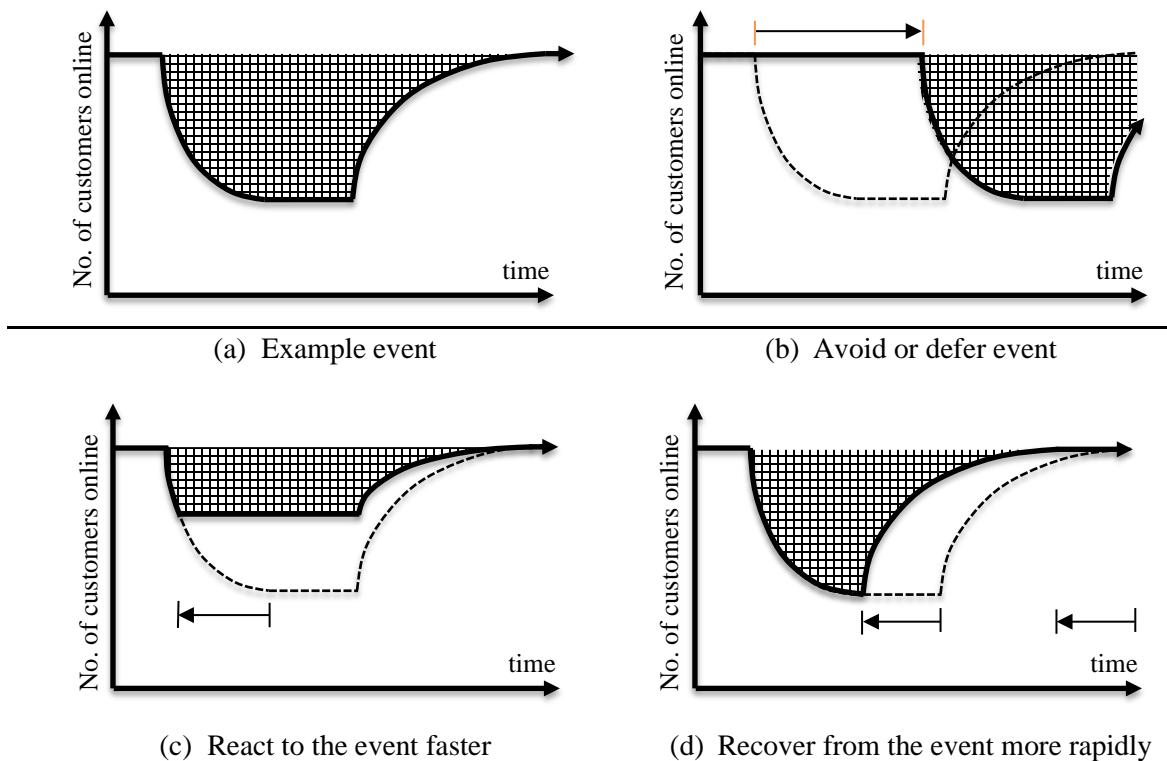 No. of customers online
time
No. of customers online
time
(a) Example event
(b) Avoid or defer event
No. of customers online
time
No. of customers online
time
(c) React to the event faster
(d) Recover from the event more rapidly